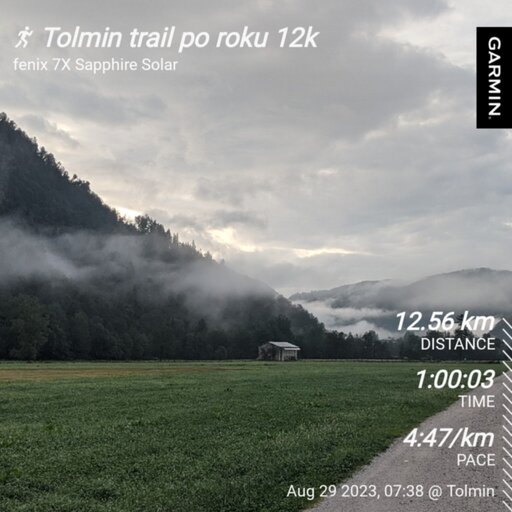 Tolmin trail po roku 12k
fenix 7X Sapphire Solar
GARMIN.
12.56 km
DISTANCE
1:00:03
TIME
4:47/km
PACE
Aug 29 2023, 07:38 @ Tolmin